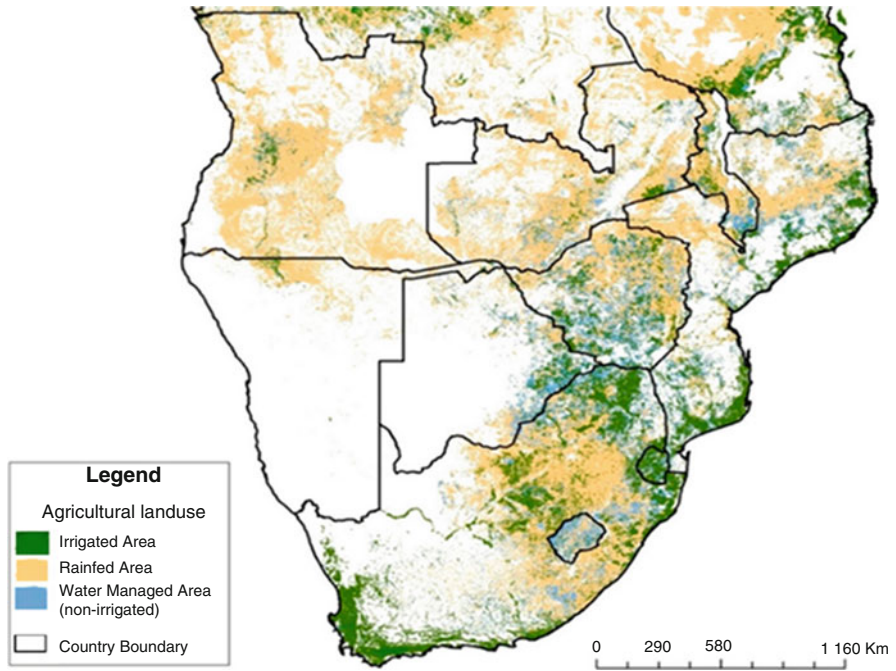 Legend
Agricultural landuse
Irrigated Area
Rainfed Area
Water Managed Area
(non-irrigated)
Country Boundary
0 290 580 1 160 Km